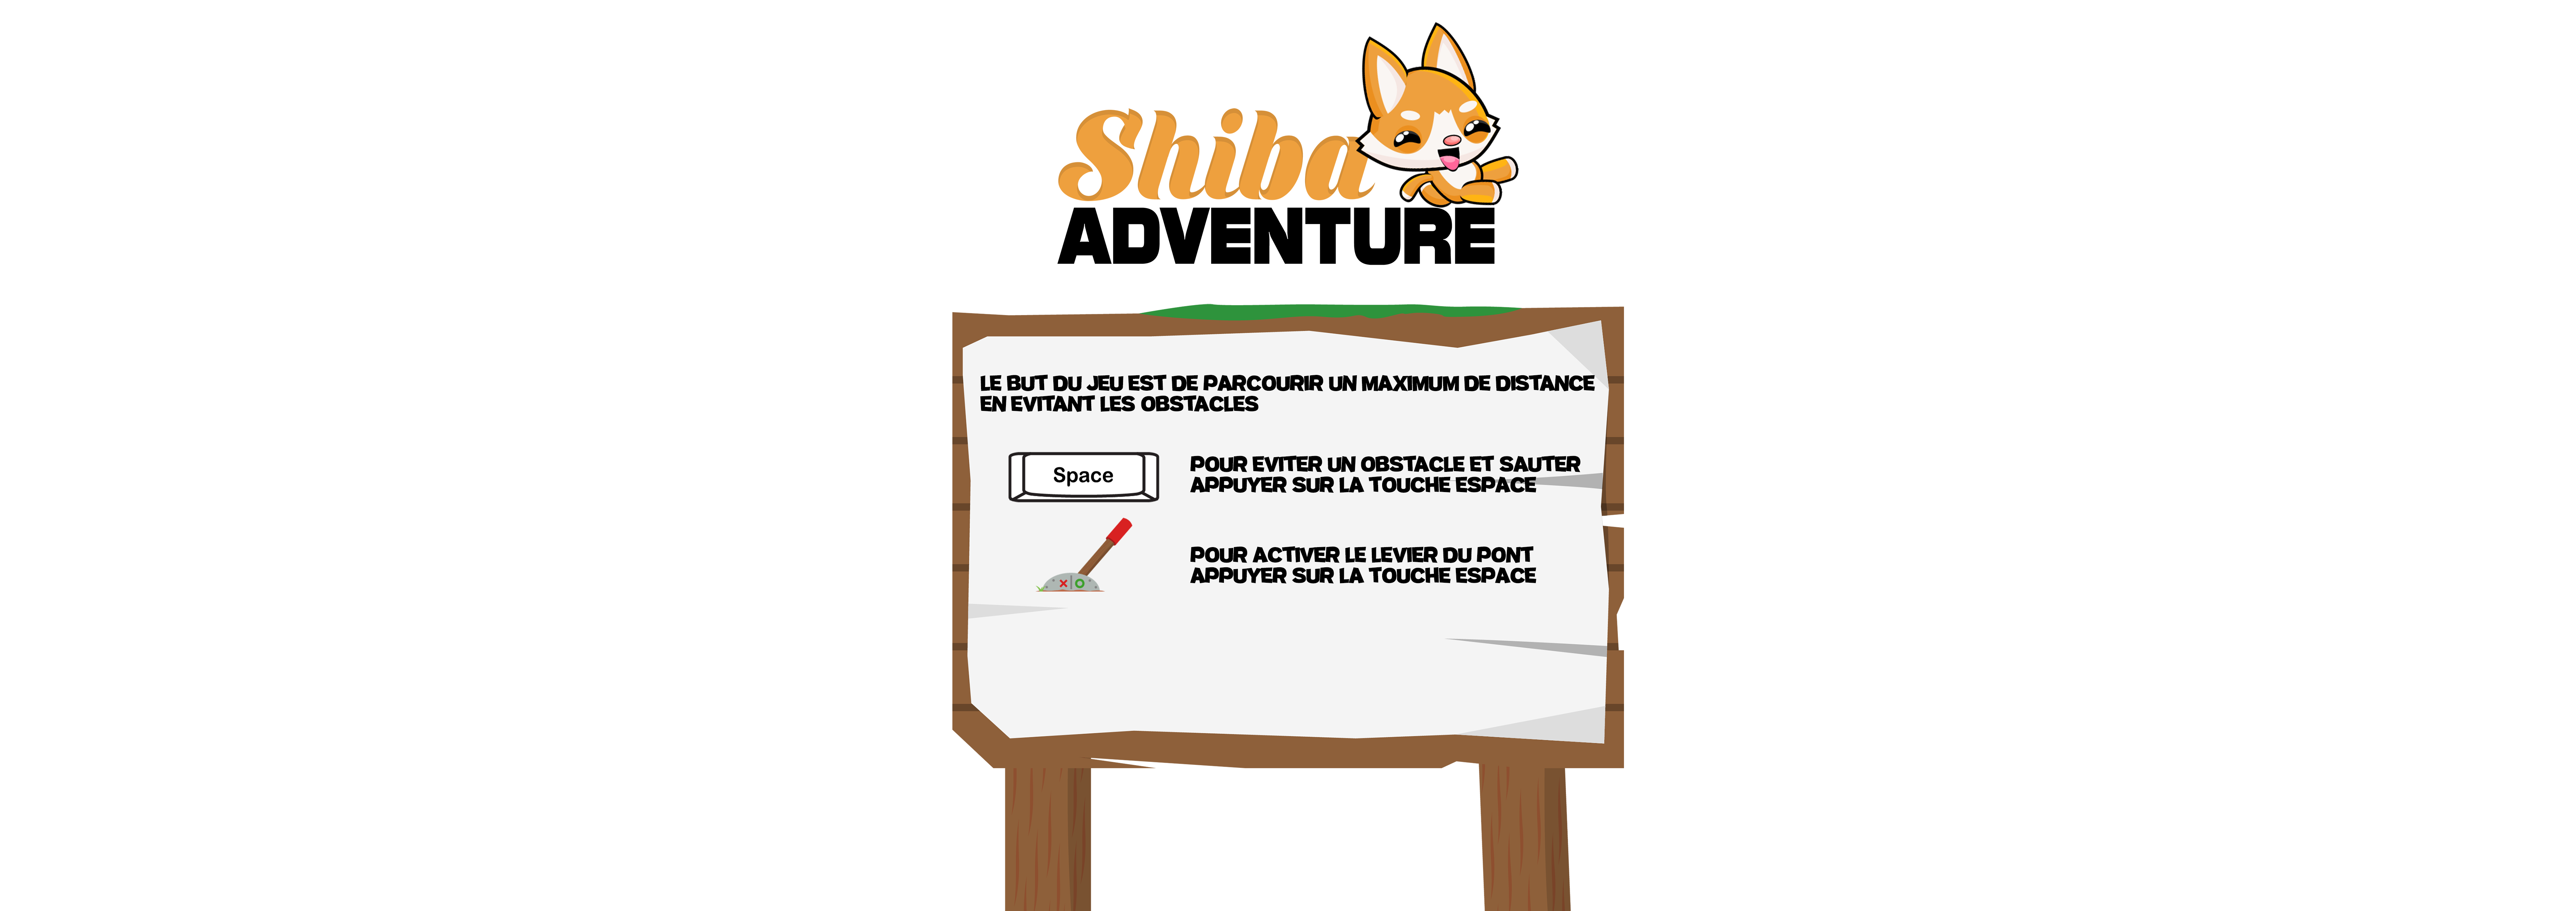 Shiba
ADVENTURE
LE BUT DU JEU EST DE PARCOURIR UN MAXIMUM DE DISTANCE
EN EVITANT LES OBSTACLES
Space
POUR EVITER UN OBSTACLE ET SAUTER
APPUYER SUR LA TOUCHE ESPACE
X | O
POUR ACTIVER LE LEVIER DU PONT
APPUYER SUR LA TOUCHE ESPACE